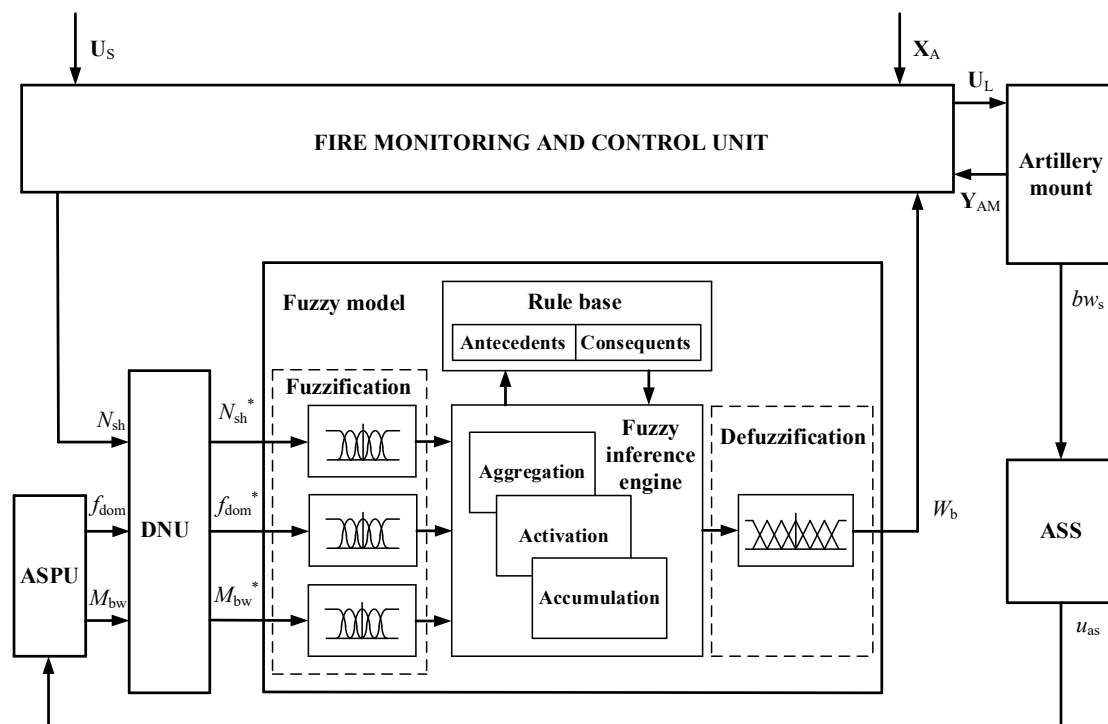 U_S
X_A
U_L
FIRE MONITORING AND CONTROL UNIT
Artillery
mount
Y_AM
bw_s
Fuzzy model
Rule base
Antecedents
Consequents
Fuzzification
N_sh
N_sh*
Fuzzy
inference
engine
Defuzzification
Aggregation
f_dom
f_dom*
DNU
Activation
W_b
ASS
ASPU
M_bw
M_bw*
Accumulation
u_as